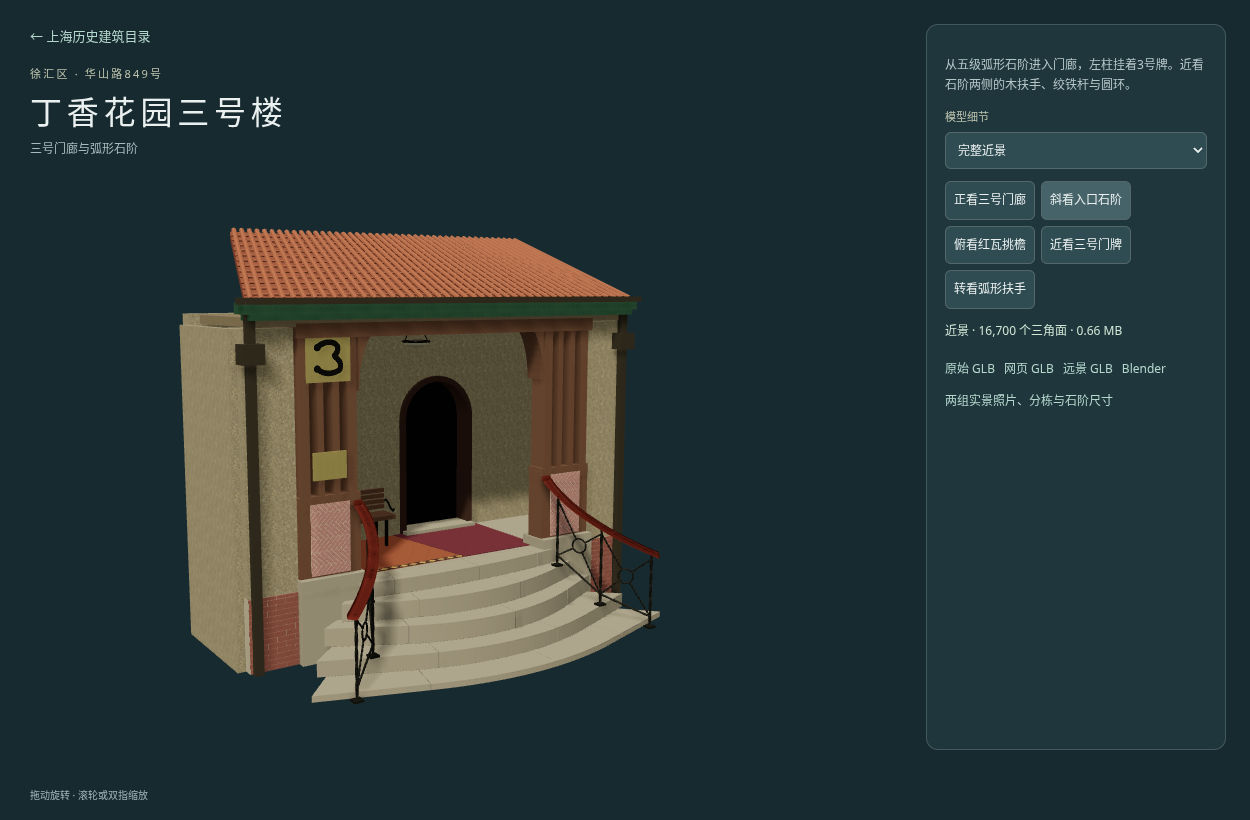 ← 上海历史建筑目录
徐汇区 · 华山路849号
丁香花园三号楼
三号门廊与弧形石阶
3
拖动旋转 · 滚轮或双指缩放
从五级弧形石阶进入门廊，左柱挂着3号牌。近看
石阶两侧的木扶手、绞铁杆与圆环。
模型细节
完整近景
正看三号门廊 斜看入口石阶
俯看红瓦挑檐 近看三号门牌
转看弧形扶手
近景 · 16,700 个三角面 · 0.66 MB
原始 GLB 网页 GLB 远景 GLB Blender
两组实景照片、分栋与石阶尺寸